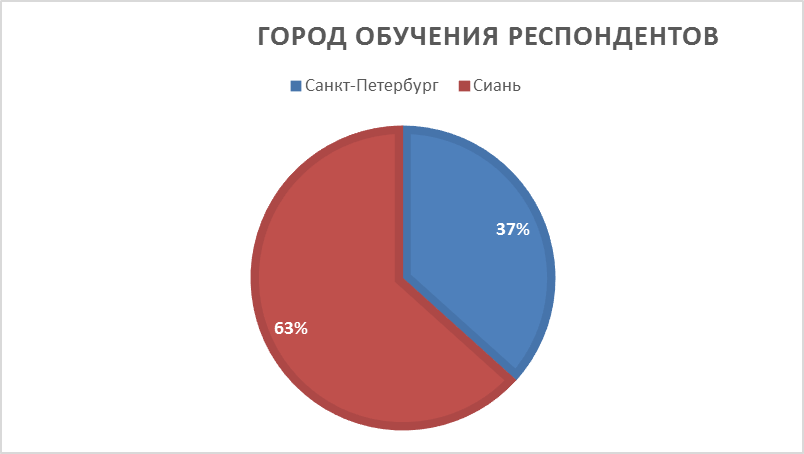 ГОРОД ОБУЧЕНИЯ РЕСПОНДЕНТОВ
Санкт-Петербург Сиань
37%
63%